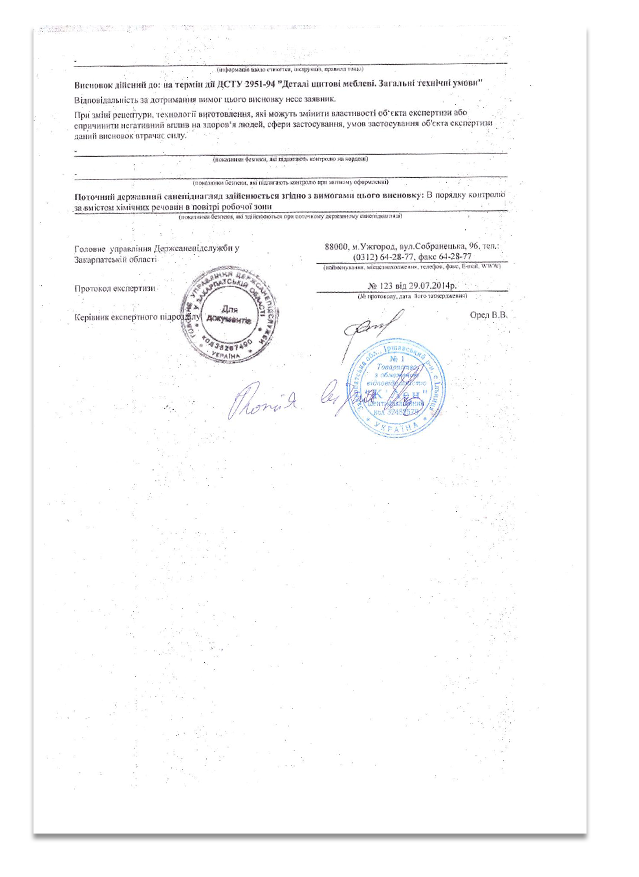 -
(інформація щодо етикетки, інструкція, правила тощо)
Висновок дійсний до: на термін дії ДСТУ 2951-94 "Деталі щитові меблеві. Загальні технічні умови"
Відповідальність за дотримання вимог цього висновку несе заявник.
При зміні рецептури, технології виготовлення, які можуть змінити властивості об'єкта експертизи або
спричинити негативний вплив на здоров'я людей, сфери застосування, умов застосування об'єкта експертизи
даний висновок втрачає силу.
-
(показники безпеки, які підлягають контролю на кордоні)
-
(показники безпеки, які підлягають контролю при митному оформленні)
Поточний державний санепіднагляд здійснюється згідно з вимогами цього висновку: В порядку контролю
за вмістом хімічних речовин в повітрі робочої зони
(показники безпеки, які здійснюються при поточному державному санепіднагляді)
Головне управління Держсанепідслужби у
Закарпатській області
88000, м.Ужгород, вул.Собранецька, 96, тел.:
(0312) 64-28-77, факс 64-28-77
(найменування, місцезнаходження, телефон, факс, E-mail, WWW)
Протокол експертизи
№ 123 від 29.07.2014р.
(№ протоколу, дата його затвердження)
Керівник експертного підрозділу
Орел В.В.
ГОЛОВНЕ УПРАВЛІННЯ ДЕРЖСАНЕПІДСЛУЖБИ
У ЗАКАРПАТСЬКІЙ ОБЛАСТІ
Для
документів
УКРАЇНА
Копія
№ 1
Товариство
з обмеженою
відповідальністю
УКРАЇНА